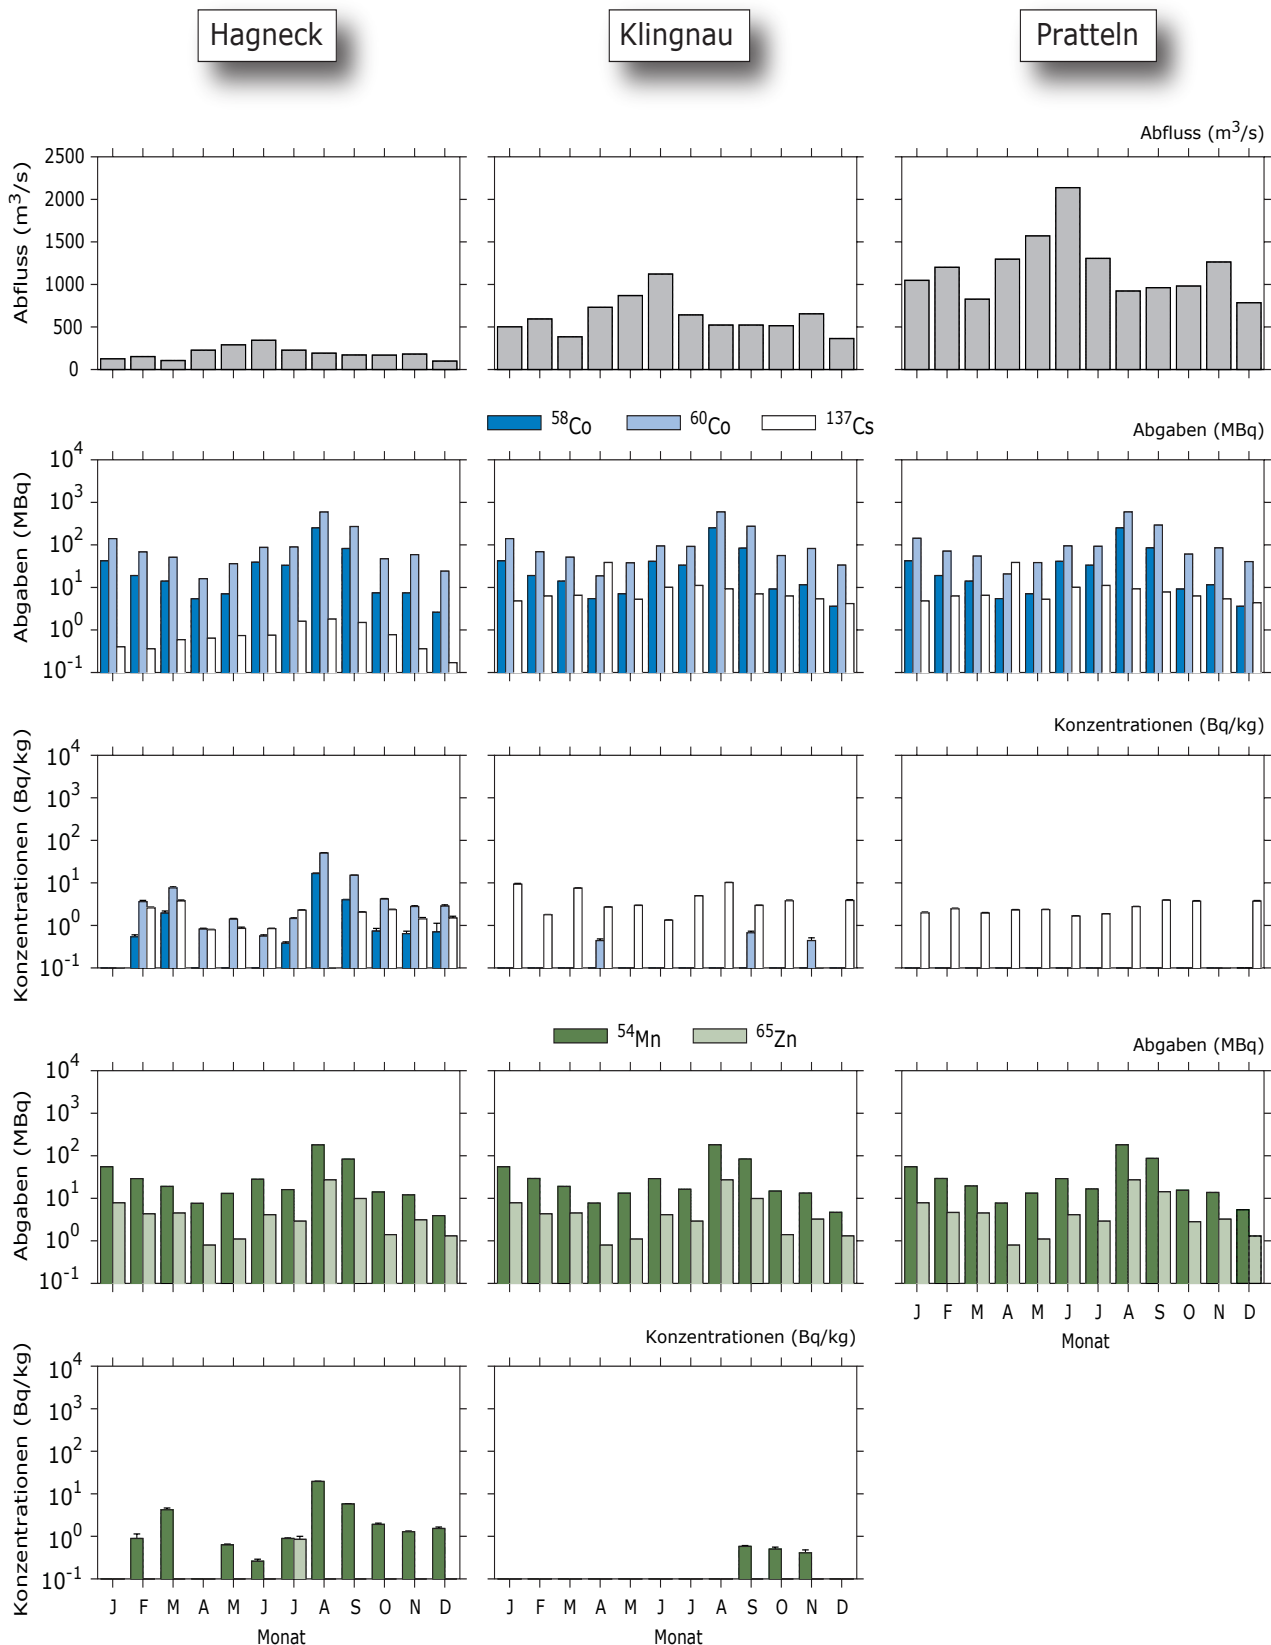 Hagneck Klingnau Pratteln
Abfluss (m³/s)
Abfluss (m³/s)
2500
2000
1500
1000
500
0
⁵⁸Co ⁶⁰Co ¹³⁷Cs
Abgaben (MBq)
Abgaben (MBq)
10⁴
10³
10²
10¹
10⁰
10⁻¹
Konzentrationen (Bq/kg)
Konzentrationen (Bq/kg)
10⁴
10³
10²
10¹
10⁰
10⁻¹
⁵⁴Mn ⁶⁵Zn
Abgaben (MBq)
Abgaben (MBq)
10⁴
10³
10²
10¹
10⁰
10⁻¹
J F M A M J J A S O N D
Monat
Konzentrationen (Bq/kg)
Konzentrationen (Bq/kg)
10⁴
10³
10²
10¹
10⁰
10⁻¹
J F M A M J J A S O N D J F M A M J J A S O N D
Monat Monat